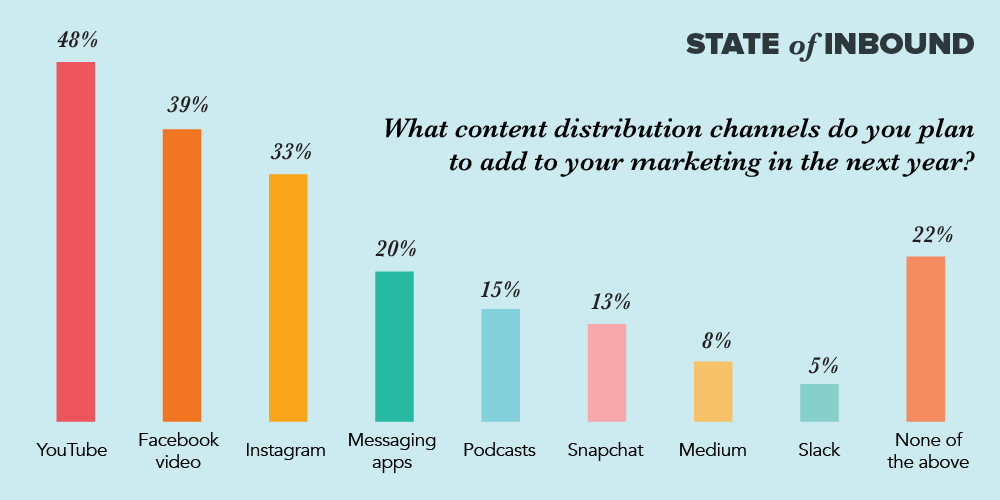 STATE of INBOUND
What content distribution channels do you plan
to add to your marketing in the next year?
48%
39%
33%
20%
15%
13%
8%
5%
22%
YouTube
Facebook
video
Instagram
Messaging
apps
Podcasts
Snapchat
Medium
Slack
None of
the above